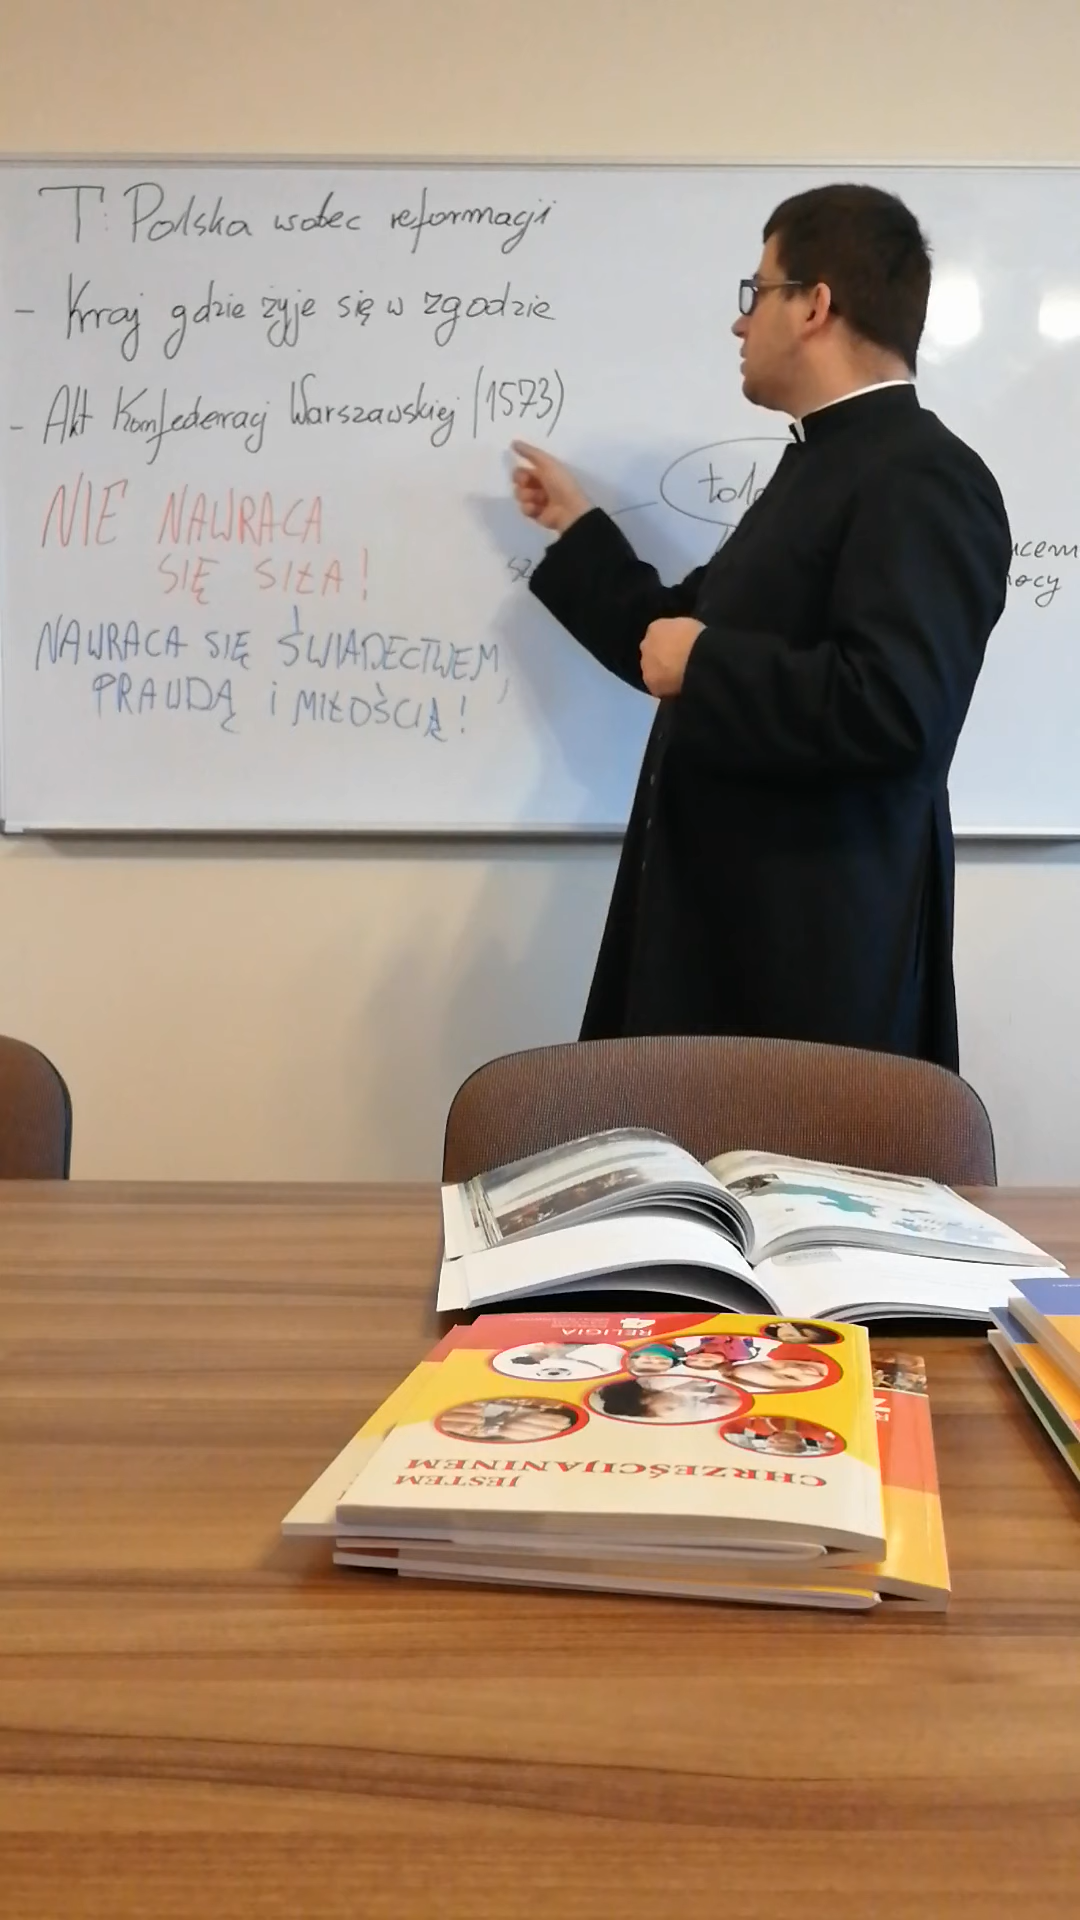 T: Polska wobec reformacji
- Kraj gdzie żyje się w zgodzie
- Akt Konfederacji Warszawskiej (1573)
NIE NAWRACA
SIĘ SIŁĄ!
NAWRACA SIĘ ŚWIADECTWEM,
PRAWDĄ i MIŁOŚCIĄ!
RELIGIA 4
JESTEM
CHRZEŚCIJANINEM